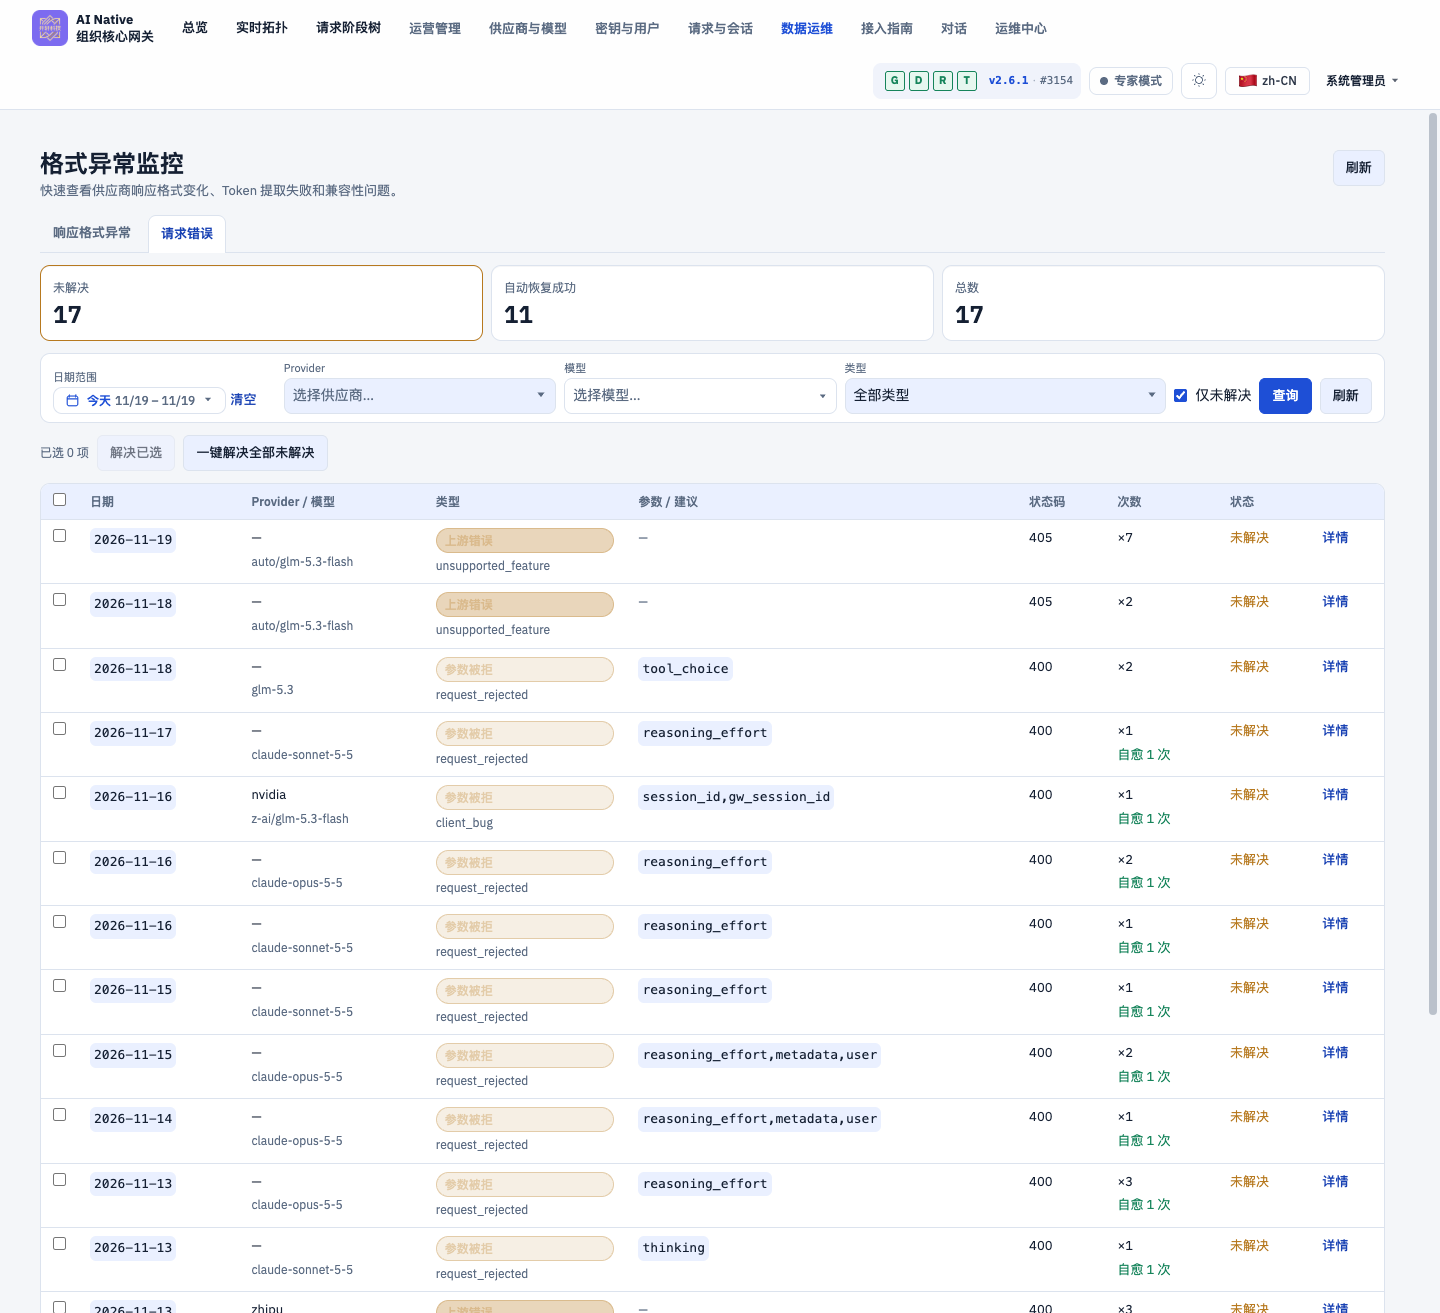 AI Native
组织核心网关
总览
实时拓扑
请求阶段树
运营管理
供应商与模型
密钥与用户
请求与会话
数据运维
接入指南
对话
运维中心
G D R T v2.6.1 · #3154
专家模式
zh-CN
系统管理员
格式异常监控
快速查看供应商响应格式变化、Token 提取失败和兼容性问题。
刷新
响应格式异常
请求错误
未解决
17
自动恢复成功
11
总数
17
日期范围
今天 11/19 – 11/19
清空
Provider
选择供应商...
模型
选择模型...
类型
全部类型
仅未解决
查询
刷新
已选 0 项
解决已选
一键解决全部未解决
日期 Provider / 模型 类型 参数 / 建议 状态码 次数 状态
2026-11-19 — 上游错误 — 405 ×7 未解决 详情
auto/glm-5.3-flash unsupported_feature
2026-11-18 — 上游错误 — 405 ×2 未解决 详情
auto/glm-5.3-flash unsupported_feature
2026-11-18 — 参数被拒 tool_choice 400 ×2 未解决 详情
glm-5.3 request_rejected
2026-11-17 — 参数被拒 reasoning_effort 400 ×1 未解决 详情
claude-sonnet-5-5 request_rejected 自愈 1 次
2026-11-16 nvidia 参数被拒 session_id,gw_session_id 400 ×1 未解决 详情
z-ai/glm-5.3-flash client_bug 自愈 1 次
2026-11-16 — 参数被拒 reasoning_effort 400 ×2 未解决 详情
claude-opus-5-5 request_rejected 自愈 1 次
2026-11-16 — 参数被拒 reasoning_effort 400 ×1 未解决 详情
claude-sonnet-5-5 request_rejected 自愈 1 次
2026-11-15 — 参数被拒 reasoning_effort 400 ×1 未解决 详情
claude-sonnet-5-5 request_rejected 自愈 1 次
2026-11-15 — 参数被拒 reasoning_effort,metadata,user 400 ×2 未解决 详情
claude-opus-5-5 request_rejected 自愈 1 次
2026-11-14 — 参数被拒 reasoning_effort,metadata,user 400 ×1 未解决 详情
claude-opus-5-5 request_rejected 自愈 1 次
2026-11-13 — 参数被拒 reasoning_effort 400 ×3 未解决 详情
claude-opus-5-5 request_rejected 自愈 1 次
2026-11-13 — 参数被拒 thinking 400 ×1 未解决 详情
claude-sonnet-5-5 request_rejected 自愈 1 次
2026-11-13 zhipu 上游错误 — 400 ×3 未解决 详情